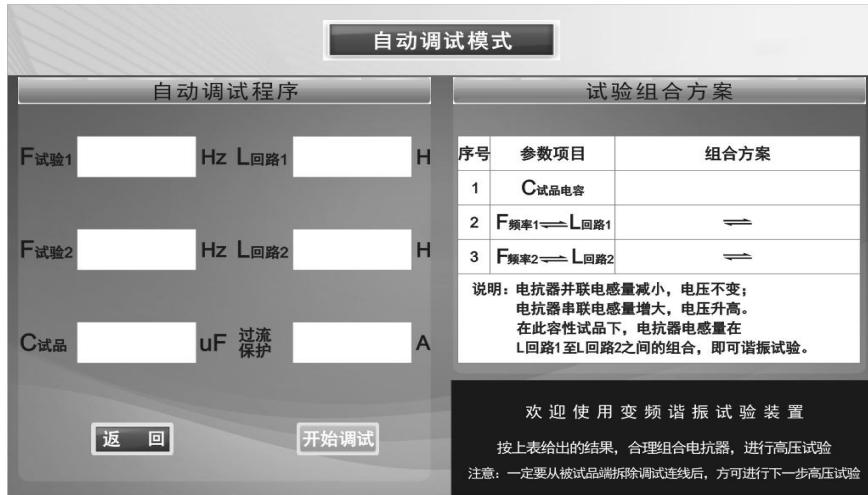 自动调试模式
自动调试程序
F试验1 Hz L回路1 H
F试验2 Hz L回路2 H
C试品 uF 过流保护 A
返 回 开始调试
试验组合方案
序号 参数项目 组合方案
1 C试品电容
2 F频率1⇌L回路1 ⇌
3 F频率2⇌L回路2 ⇌
说明：电抗器并联电感量减小，电压不变；
电抗器串联电感量增大，电压升高。
在此容性试品下，电抗器电感量在
L回路1至L回路2之间的组合，即可谐振试验。
欢迎使用变频谐振试验装置
按上表给出的结果，合理组合电抗器，进行高压试验
注意：一定要从被试品端拆除调试连线后，方可进行下一步高压试验